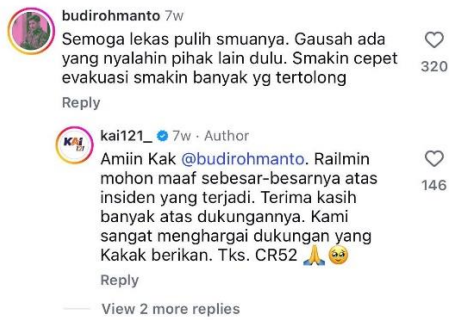 budirohmanto 7w
Semoga lekas pulih smuanya. Gausah ada
yang nyalahin pihak lain dulu. Smakin cepet
evakuasi smakin banyak yg tertolong
320
Reply
KAI
121
kai121_ 7w · Author
Amiin Kak @budirohmanto. Railmin
mohon maaf sebesar-besarnya atas
insiden yang terjadi. Terima kasih
banyak atas dukungannya. Kami
sangat menghargai dukungan yang
Kakak berikan. Tks. CR52 🙏🥹
146
Reply
View 2 more replies